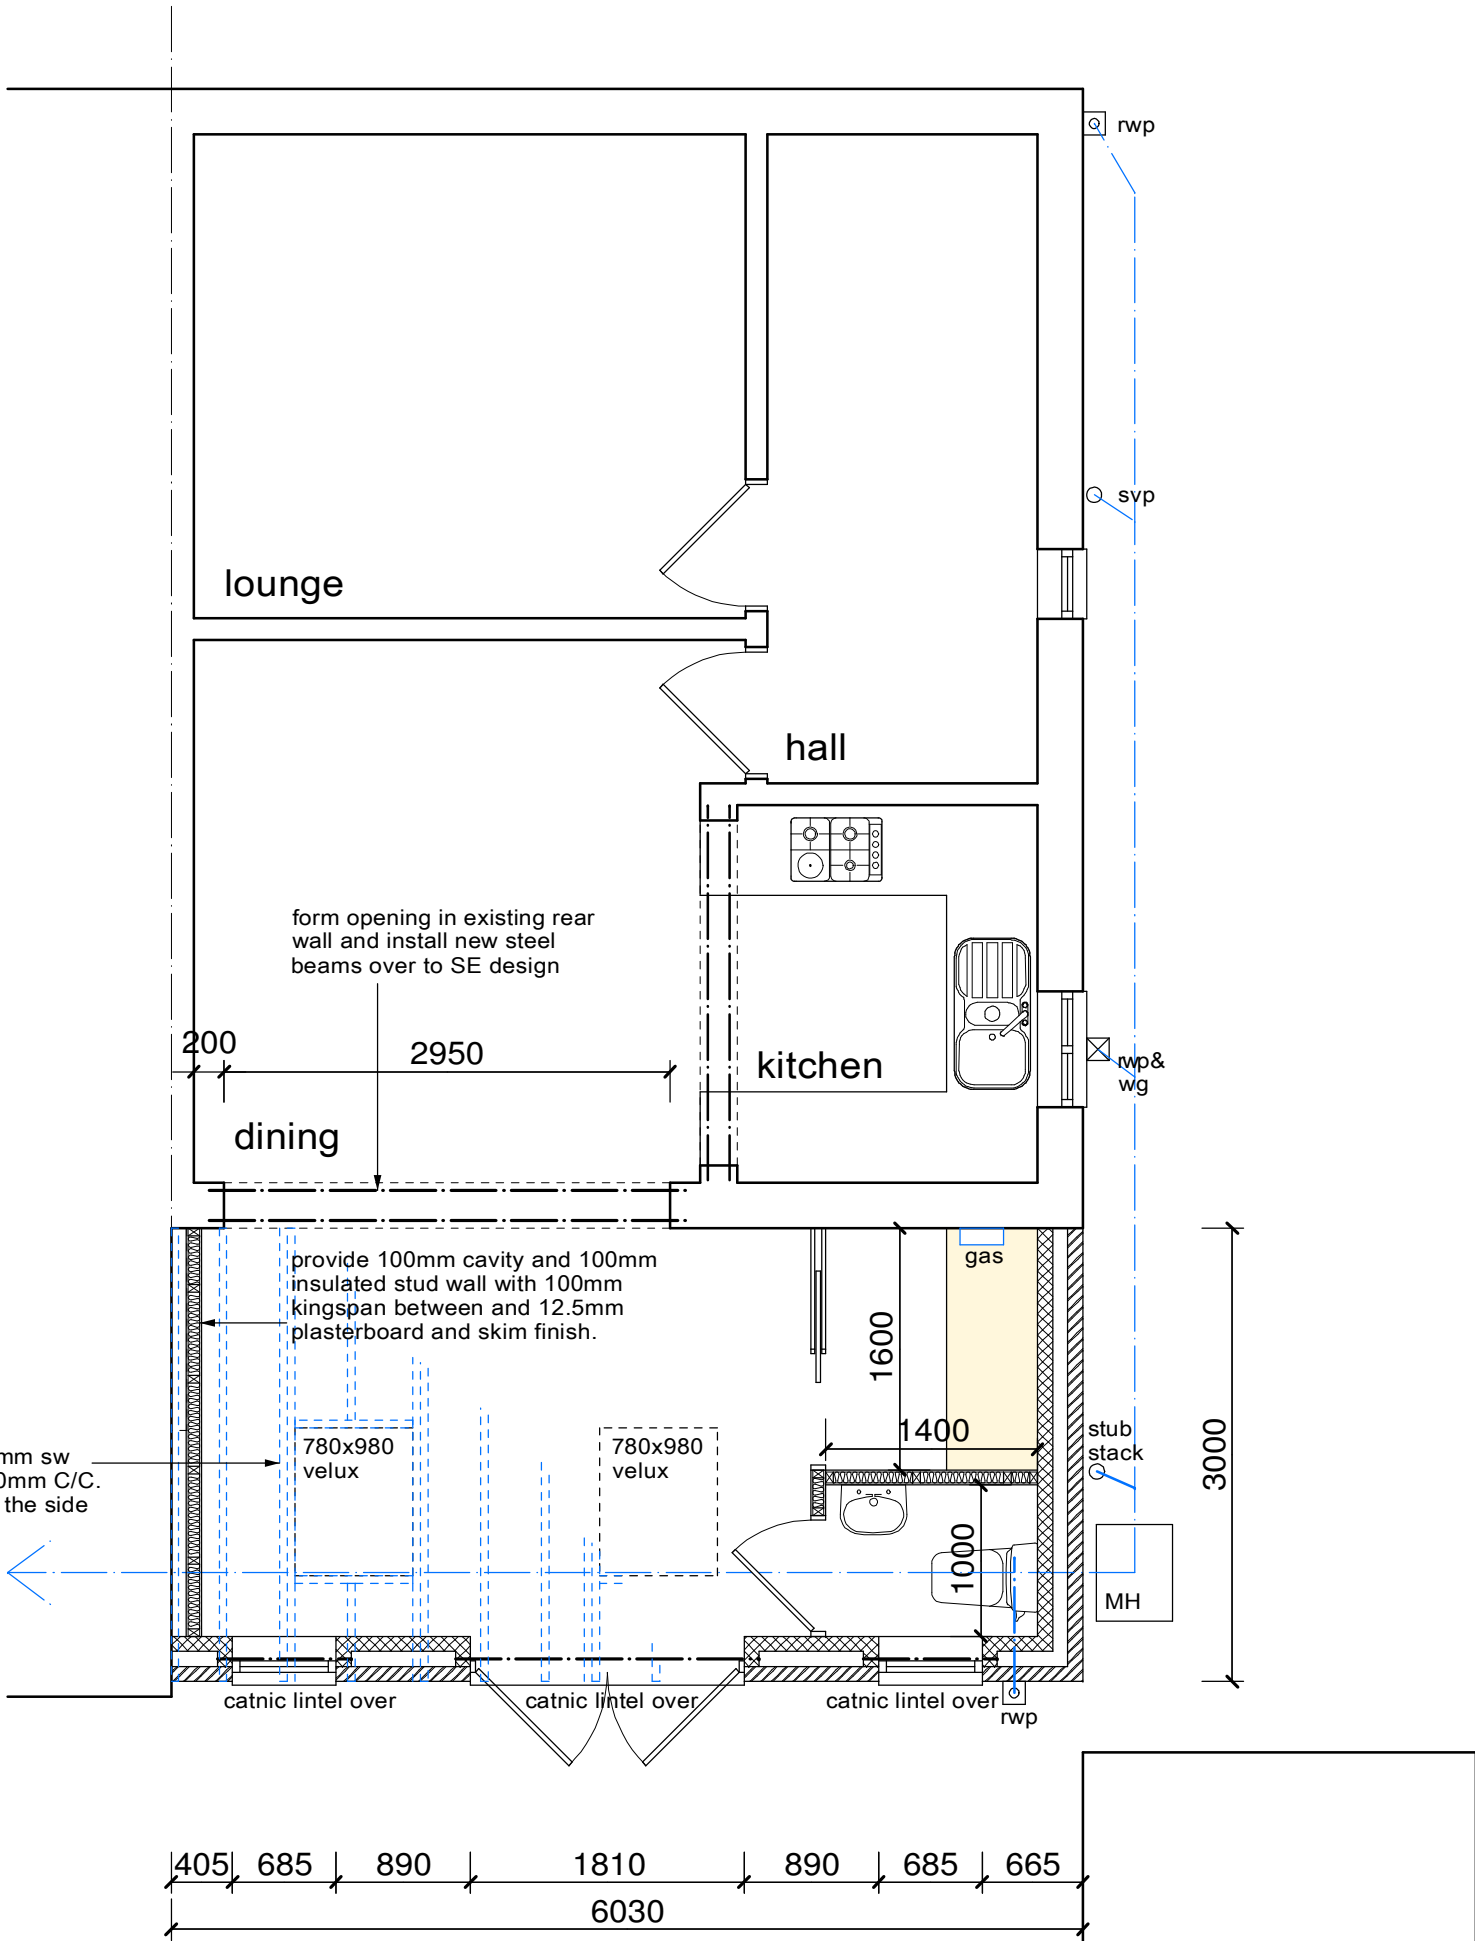 rwp
svp
lounge
hall
form opening in existing rear
wall and install new steel
beams over to SE design
200
2950
kitchen
rwp&
wg
dining
provide 100mm cavity and 100mm
insulated stud wall with 100mm
kingspan between and 12.5mm
plasterboard and skim finish.
gas
1600
1400
3000
780x980
velux
780x980
velux
mm sw
0mm C/C.
the side
stub
stack
1000
MH
catnic lintel over
catnic lintel over
catnic lintel over
rwp
405 685 890 1810 890 685 665
6030